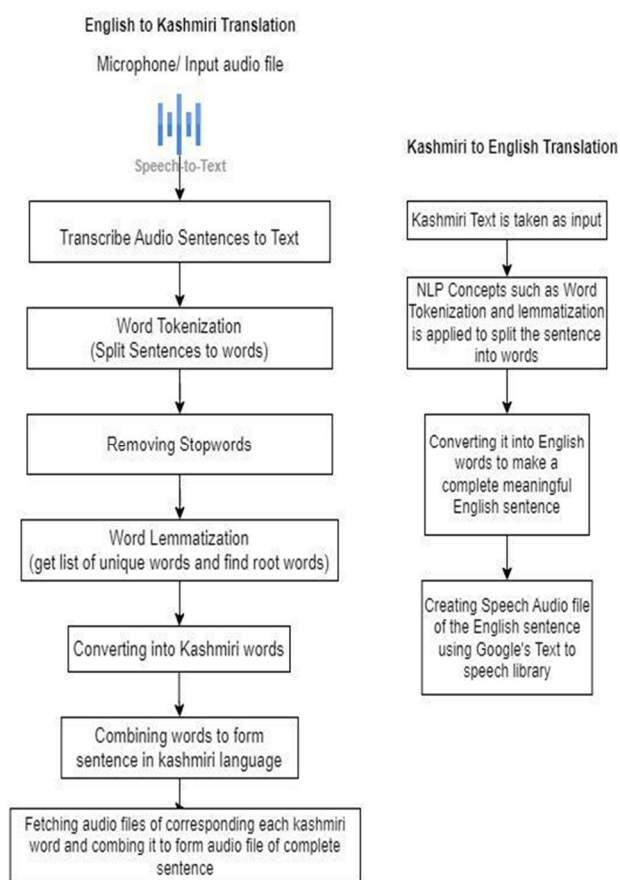 English to Kashmiri Translation
Microphone/ Input audio file
Speech-to-Text
Transcribe Audio Sentences to Text
Word Tokenization
(Split Sentences to words)
Removing Stopwords
Word Lemmatization
(get list of unique words and find root words)
Converting into Kashmiri words
Combining words to form
sentence in kashmiri language
Fetching audio files of corresponding each kashmiri
word and combing it to form audio file of complete
sentence
Kashmiri to English Translation
Kashmiri Text is taken as input
NLP Concepts such as Word
Tokenization and lemmatization
is applied to split the sentence
into words
Converting it into English
words to make a
complete meaningful
English sentence
Creating Speech Audio file
of the English sentence
using Google's Text to
speech library